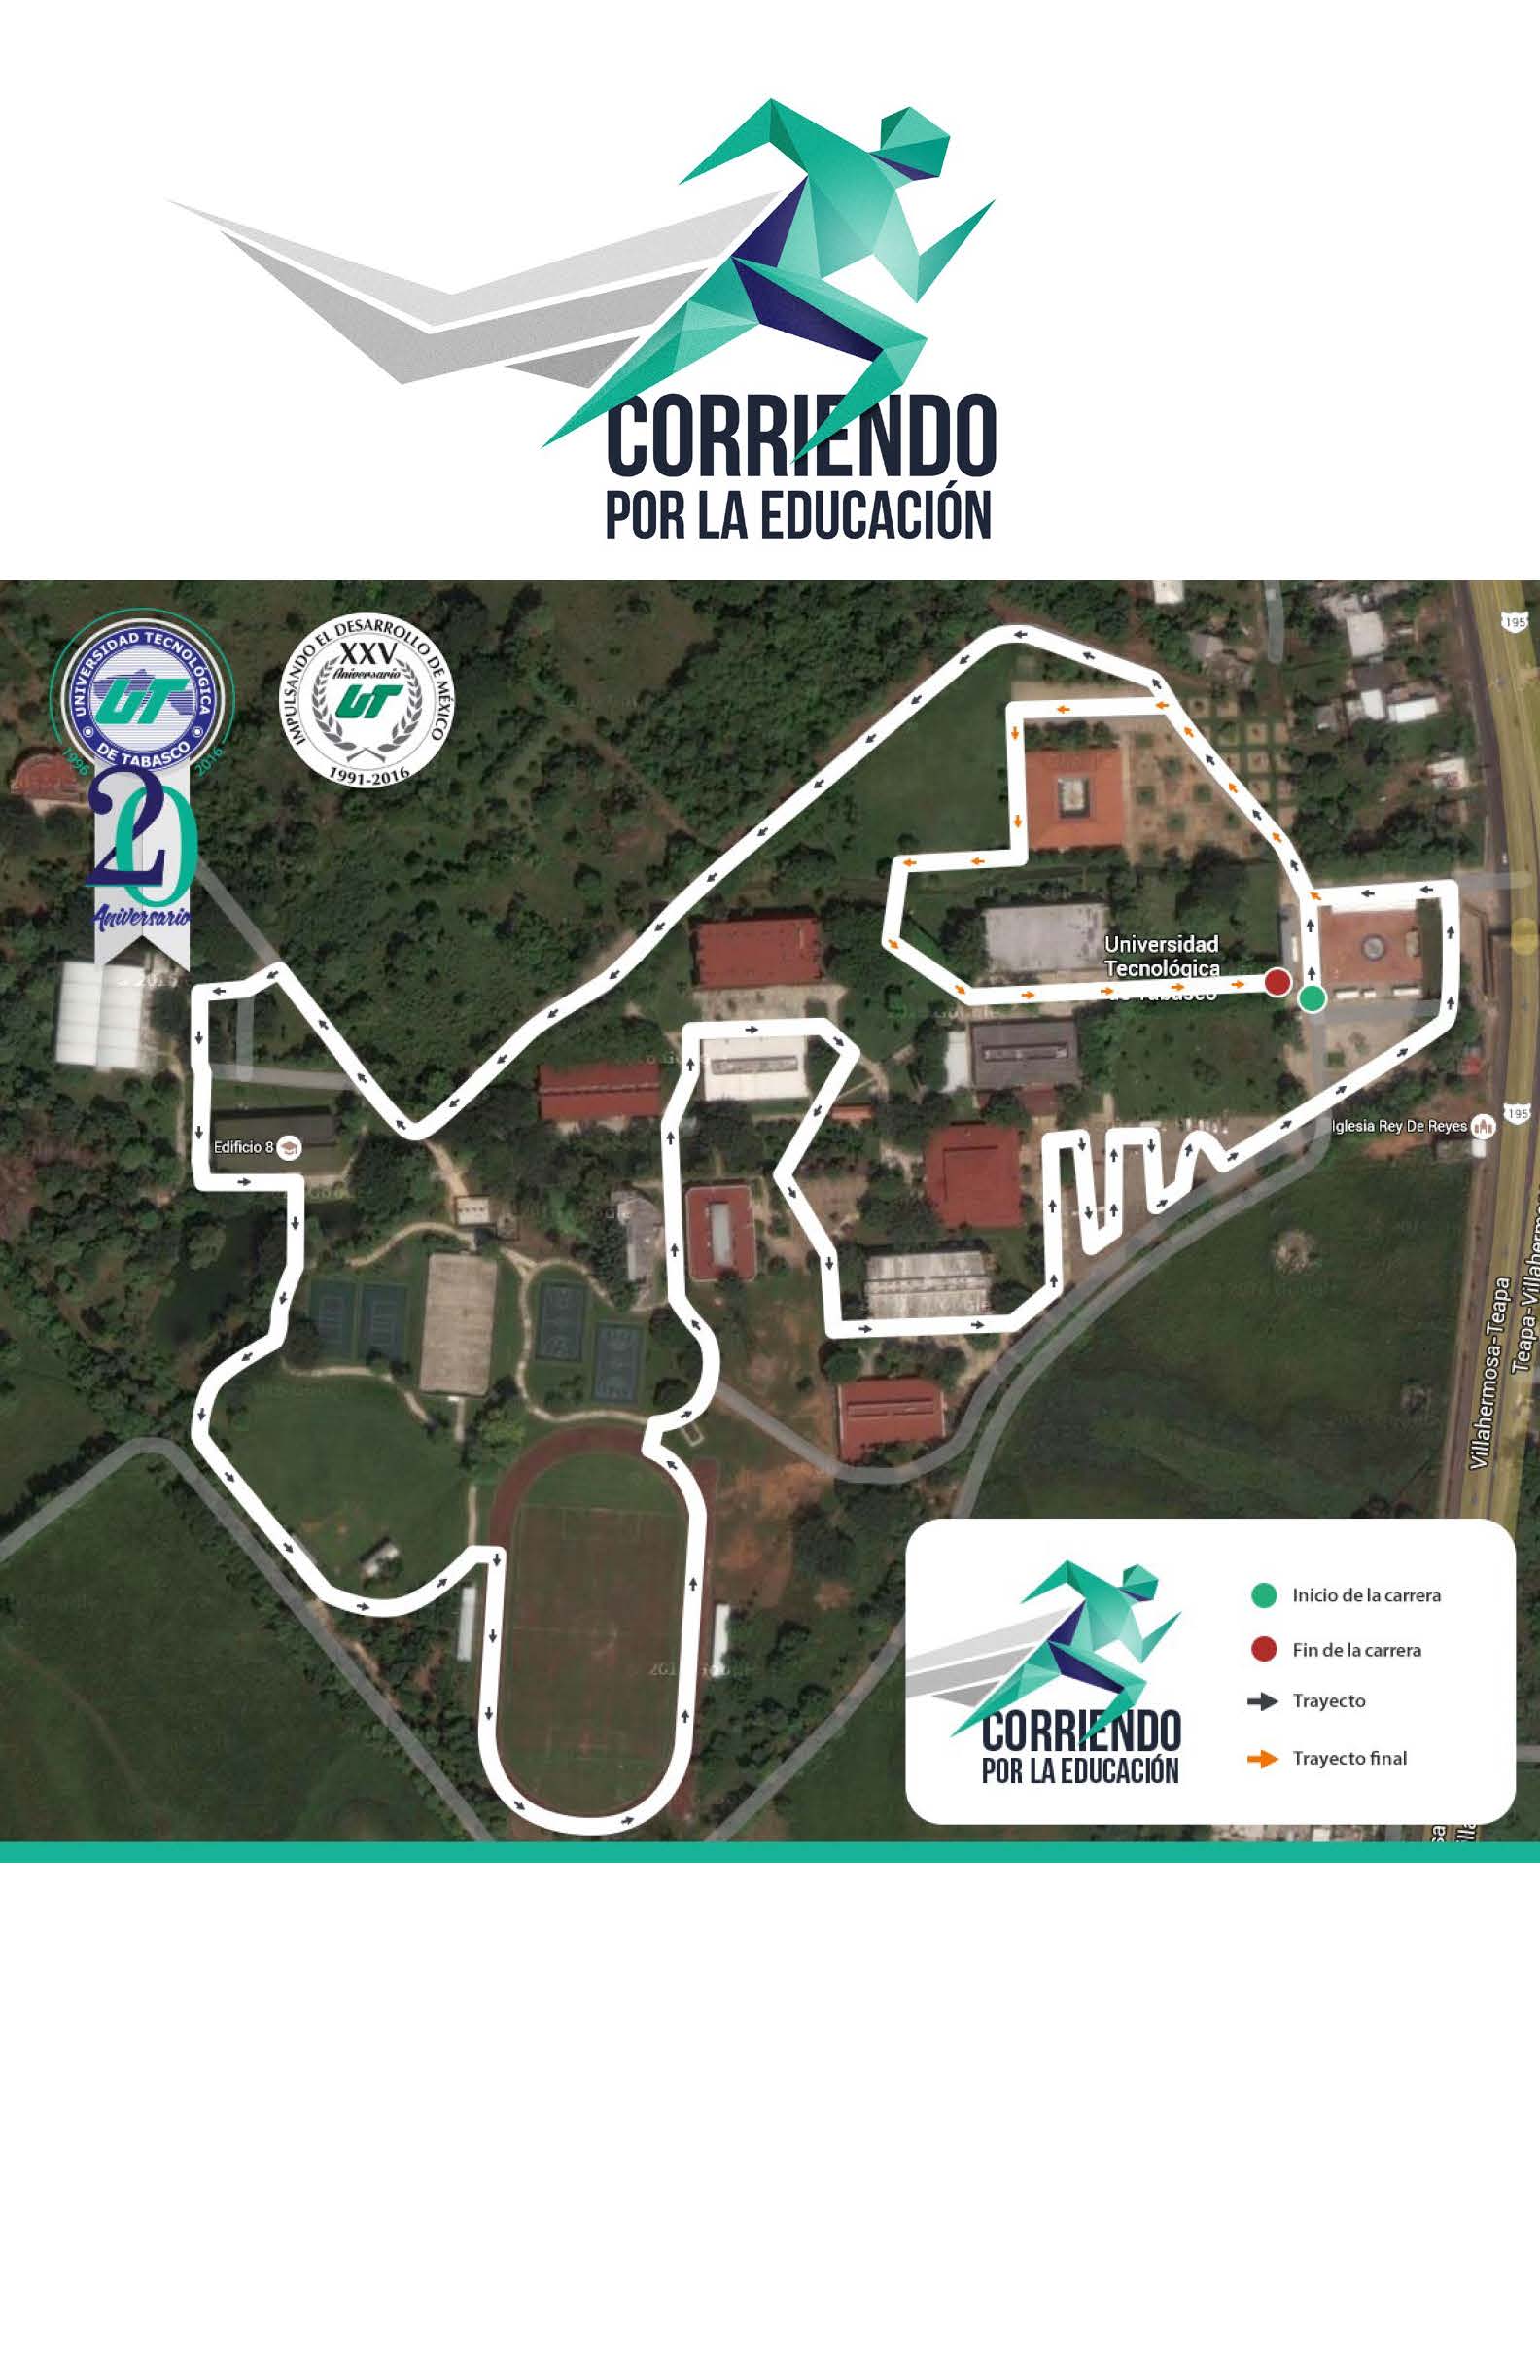 CORRIENDO
POR LA EDUCACIÓN
UNIVERSIDAD TECNOLÓGICA
UT
DE TABASCO
1996
2016
20
Aniversario
IMPULSANDO EL DESARROLLO DE MÉXICO
XXV
Aniversario
UT
1991-2016
195
Universidad
Tecnológica
de Tabasco
195
Iglesia Rey De Reyes
Edificio 8
Villahermosa-Teapa
Teapa-Villahermosa
CORRIENDO
POR LA EDUCACIÓN
Inicio de la carrera
Fin de la carrera
Trayecto
Trayecto final